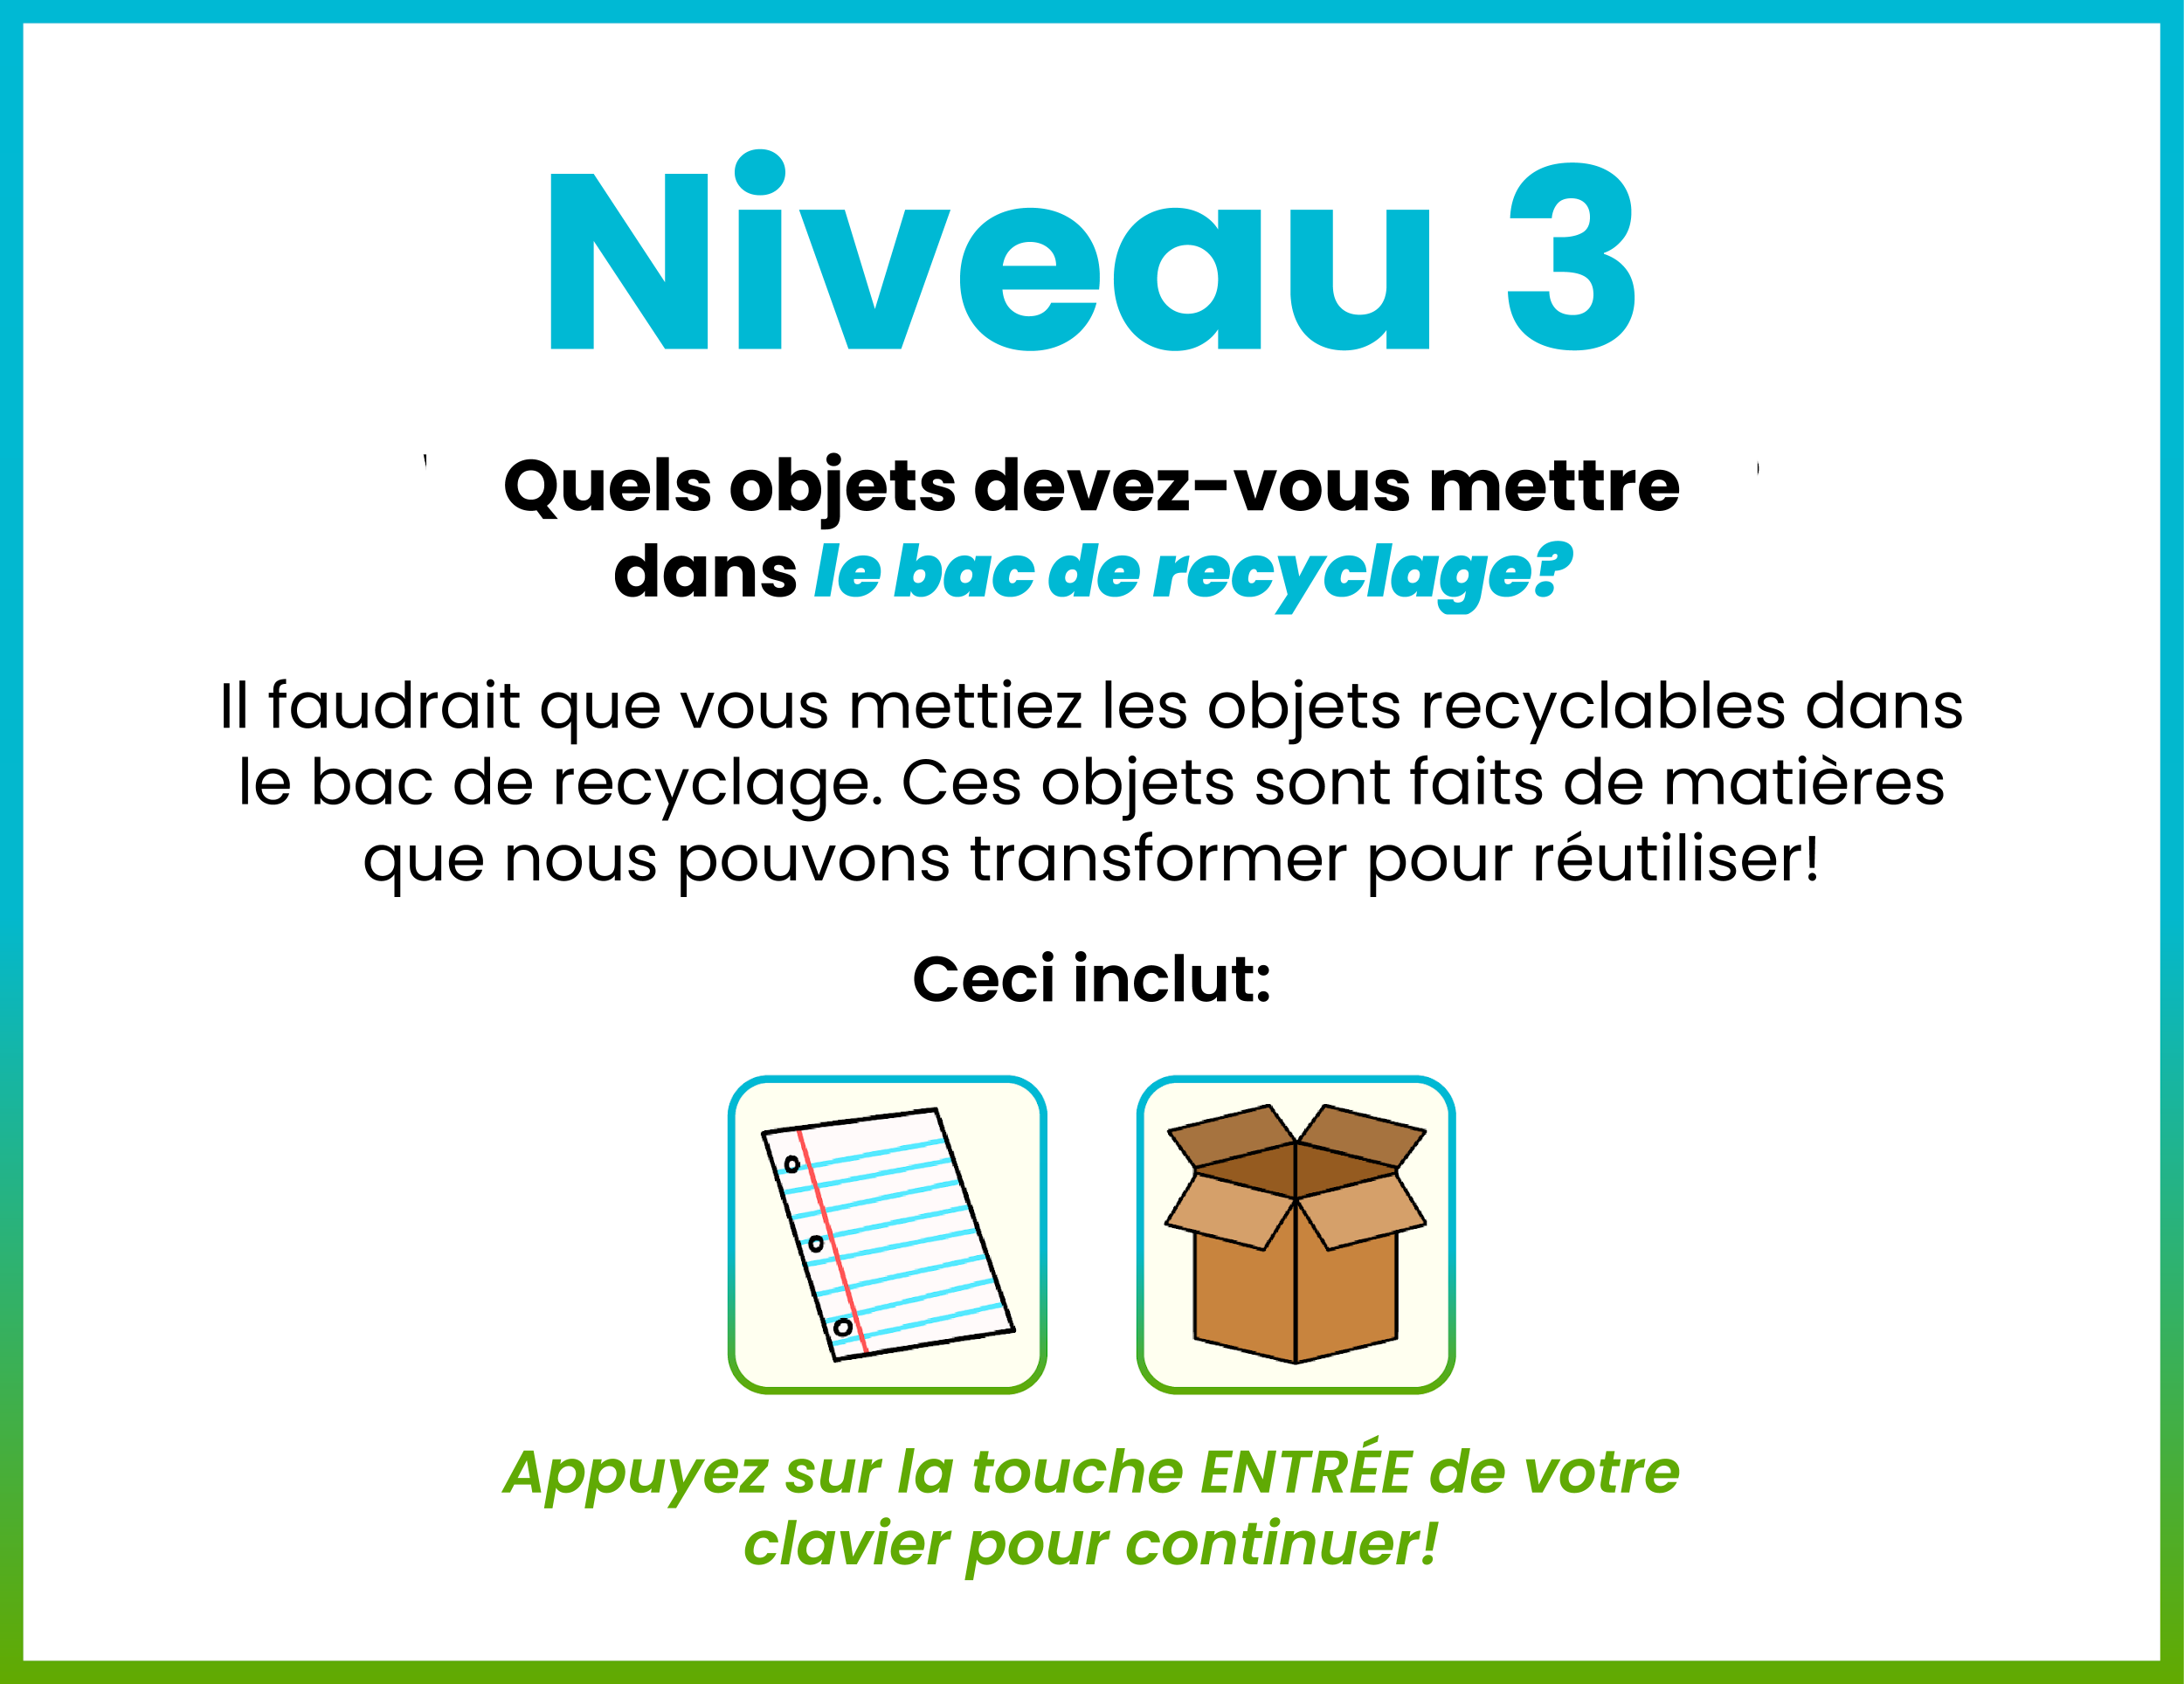 Niveau 3
Quels objets devez-vous mettre
dans le bac de recyclage?
Il faudrait que vous mettiez les objets recyclables dans
le bac de recyclage. Ces objets sont faits de matières
que nous pouvons transformer pour réutiliser!
Ceci inclut:
Appuyez sur la touche ENTRÉE de votre
clavier pour continuer!